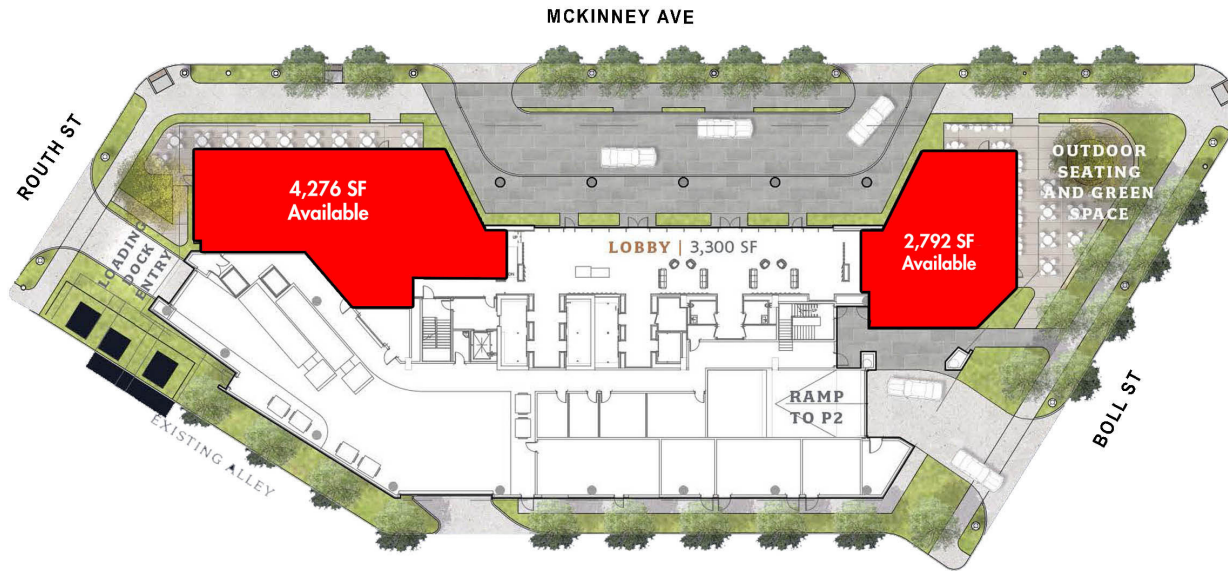 MCKINNEY AVE
ROUTH ST
4,276 SF
Available
OUTDOOR
SEATING
AND GREEN
SPACE
LOADING
DOCK
ENTRY
LOBBY | 3,300 SF
2,792 SF
Available
RAMP
TO P2
BOLL ST
EXISTING ALLEY